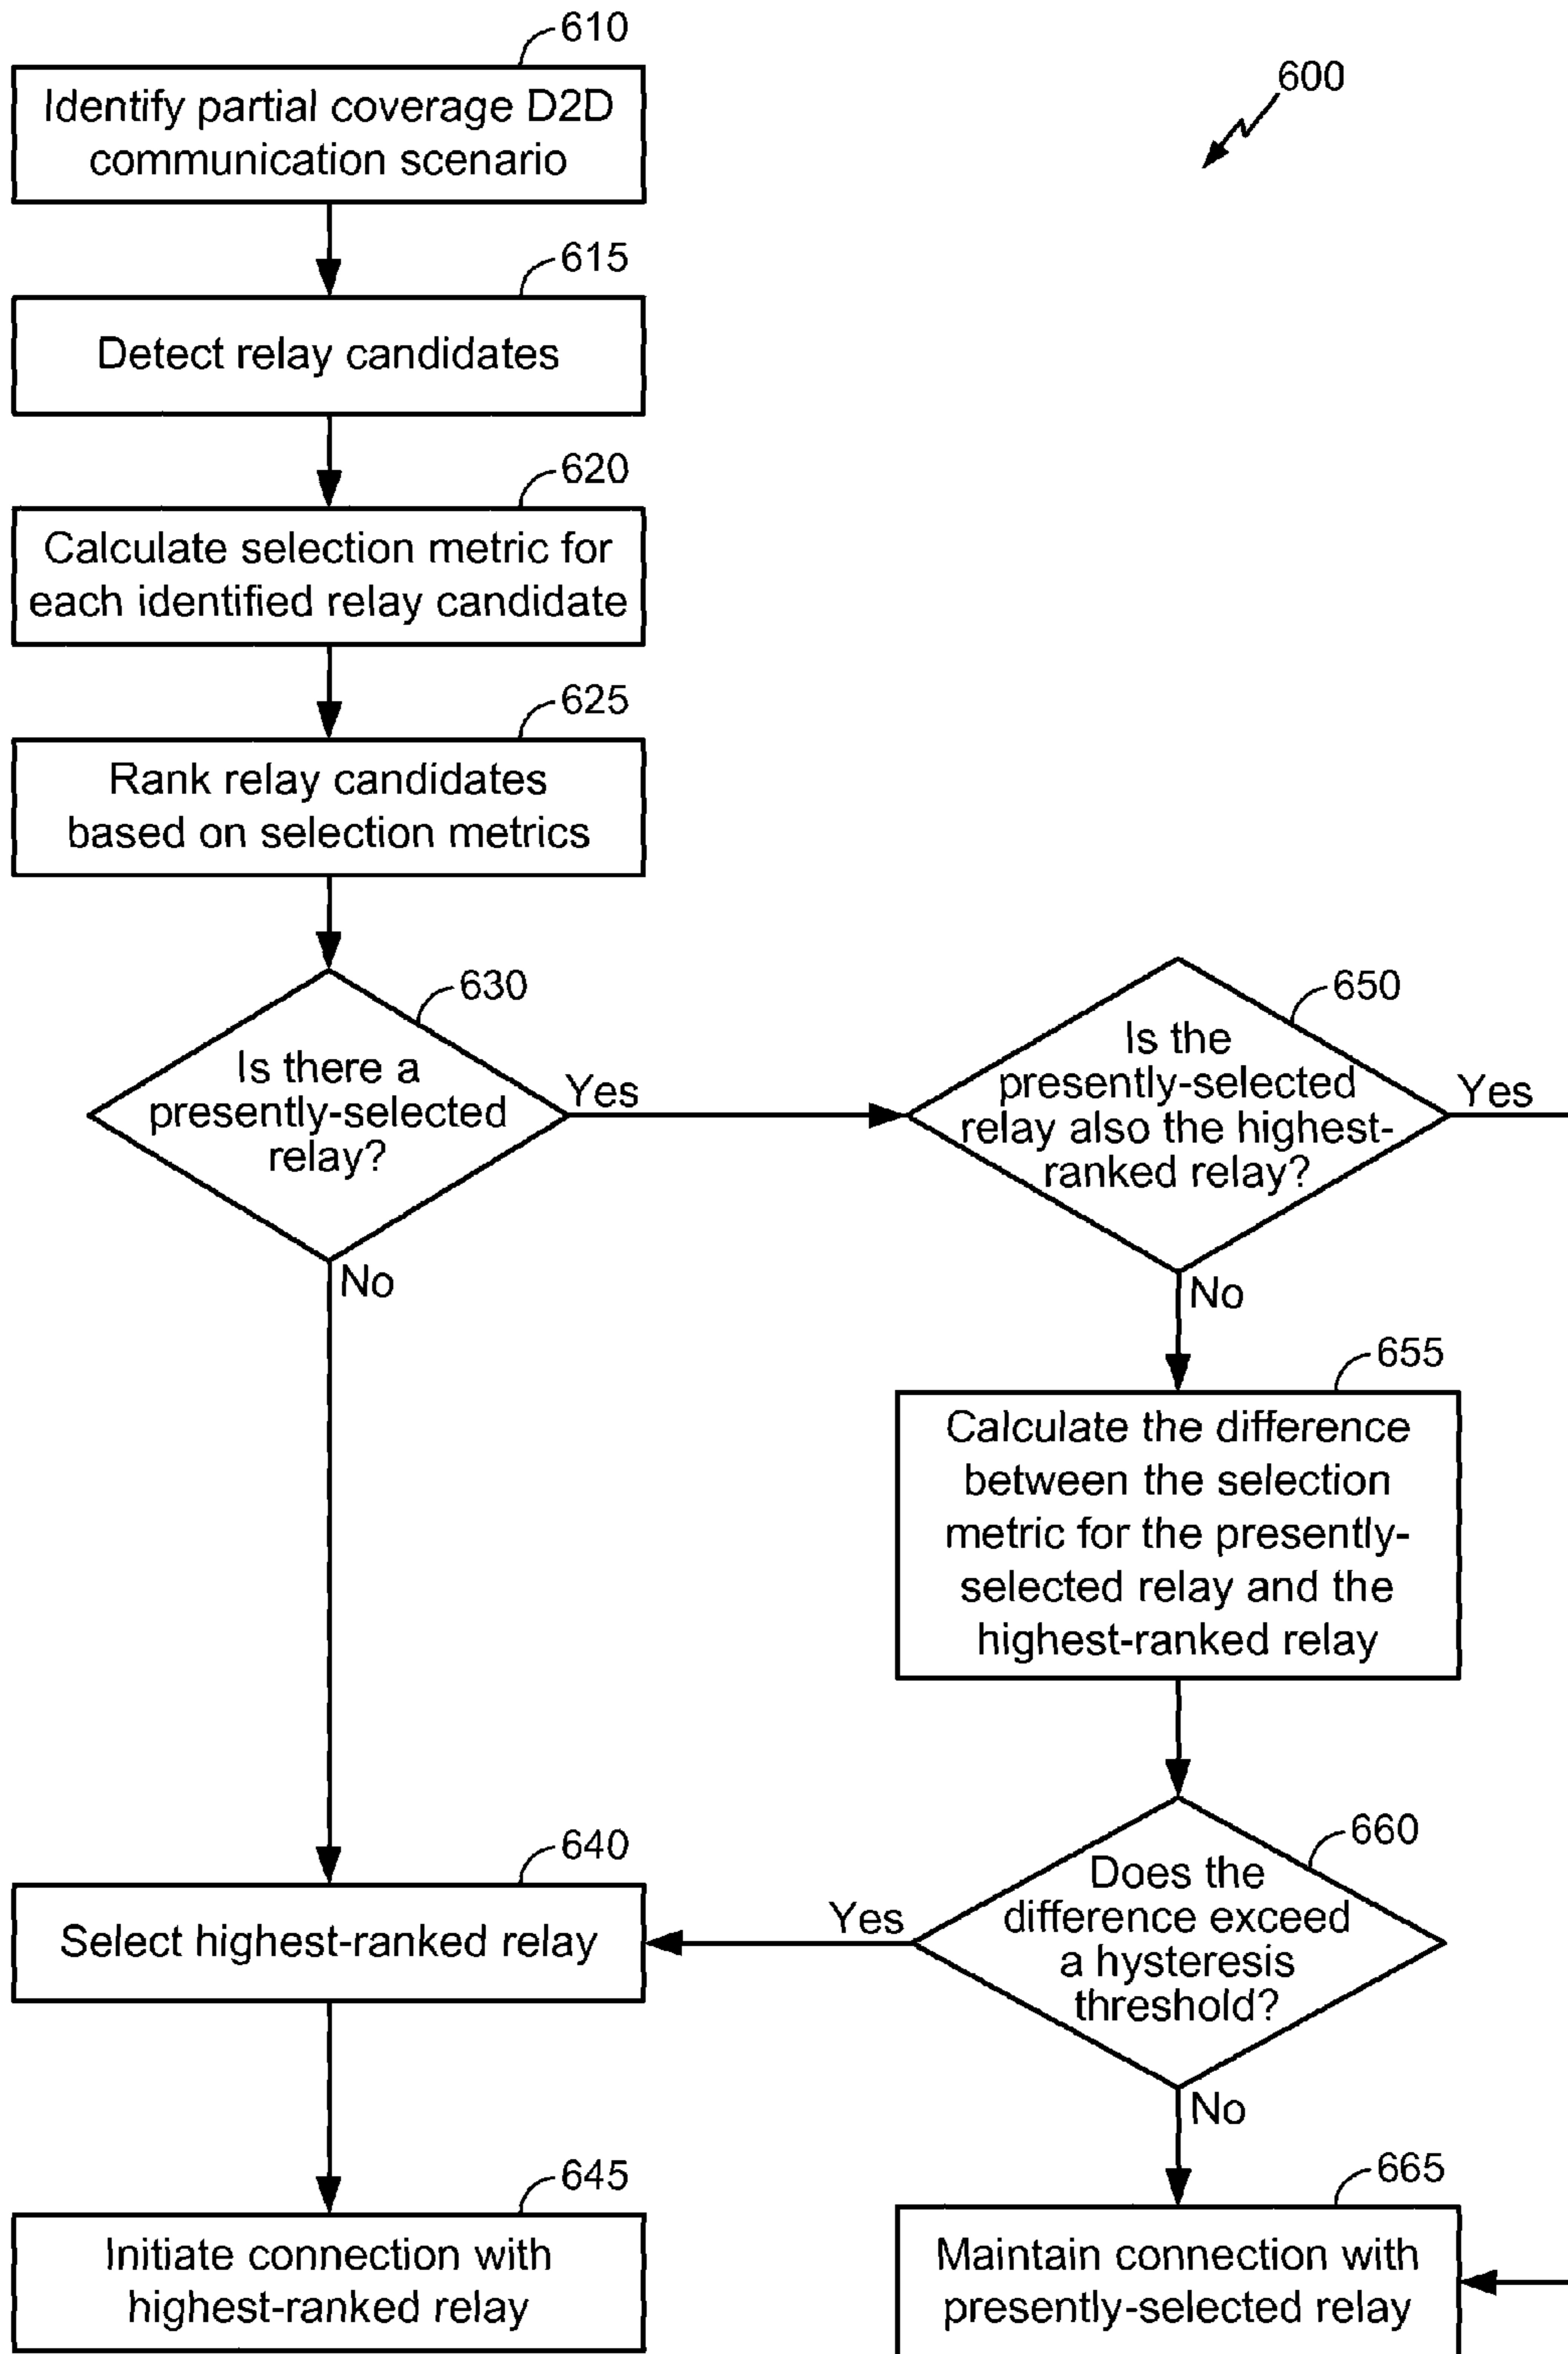 610
600
Identify partial coverage D2D
communication scenario
615
Detect relay candidates
620
Calculate selection metric for
each identified relay candidate
625
Rank relay candidates
based on selection metrics
630
Is there a
presently-selected
relay?
Yes
No
650
Is the
presently-selected
relay also the highest-
ranked relay?
Yes
No
655
Calculate the difference
between the selection
metric for the presently-
selected relay and the
highest-ranked relay
660
Does the
difference exceed
a hysteresis
threshold?
Yes
No
640
Select highest-ranked relay
645
Initiate connection with
highest-ranked relay
665
Maintain connection with
presently-selected relay